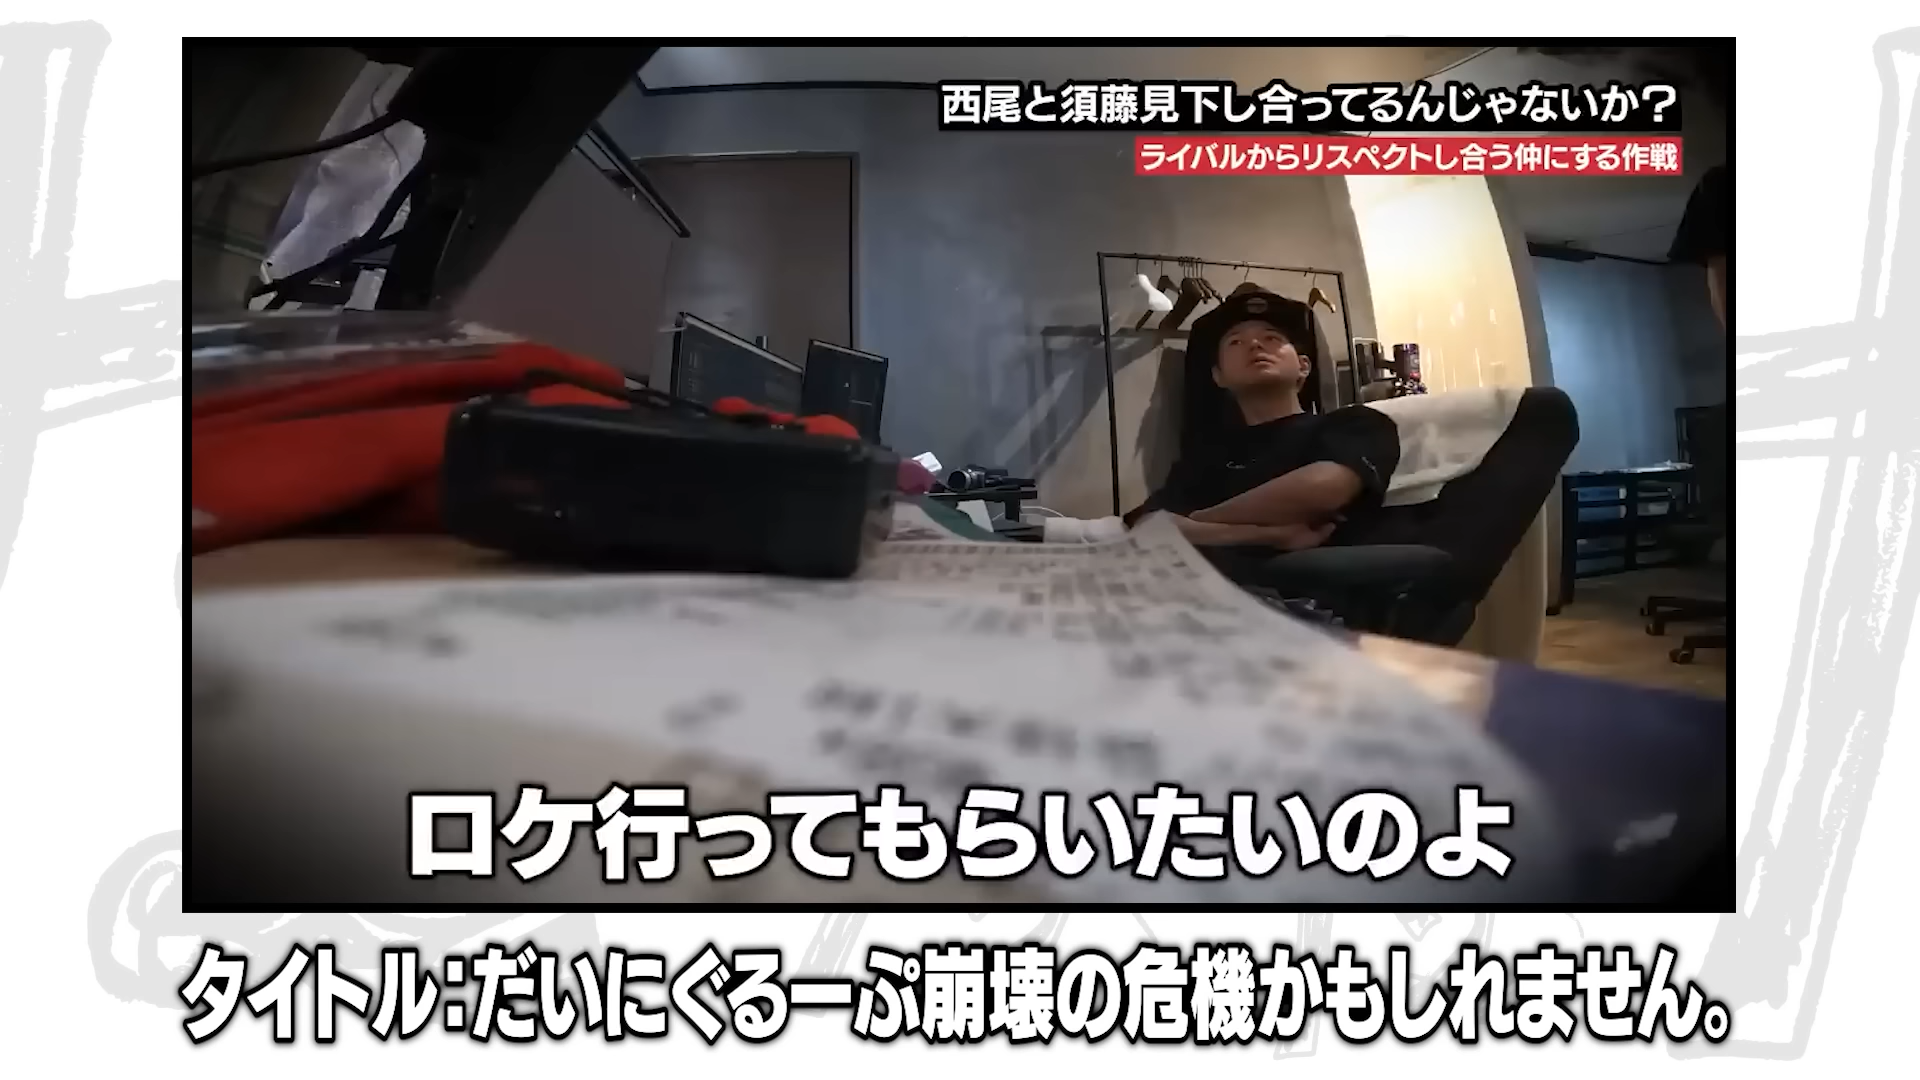 西尾と須藤見下し合ってるんじゃないか？
ライバルからリスペクトし合う仲にする作戦
ロケ行ってもらいたいのよ
タイトル:だいにぐるーぷ崩壊の危機かもしれません。